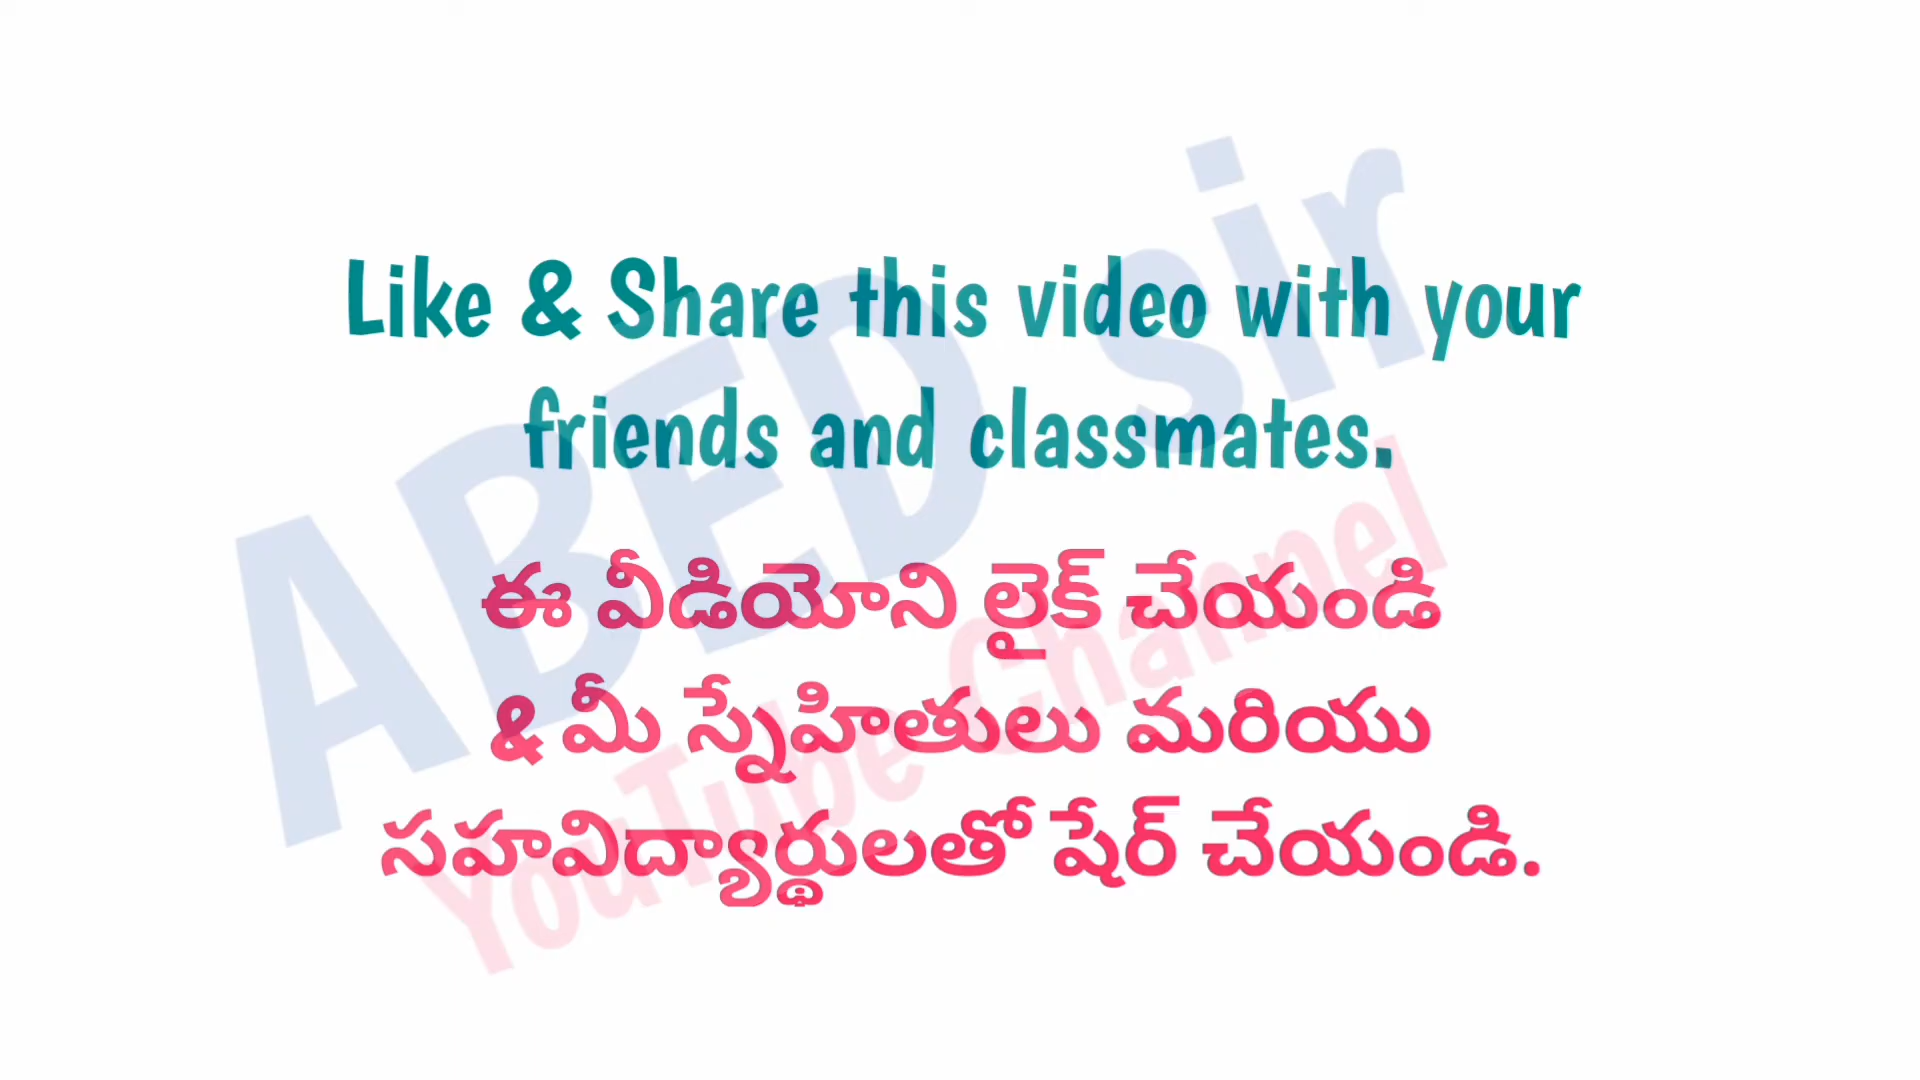 Like & Share this video with your
friends and classmates.
ఈ వీడియోని లైక్ చేయండి
& మీ స్నేహితులు మరియు
సహవిద్యార్థులతో షేర్ చేయండి.
ABED sir
YouTube Channel